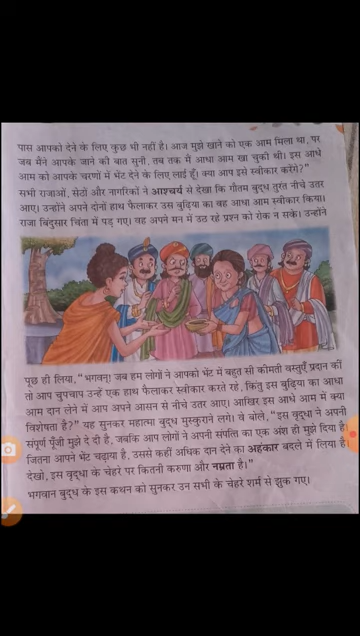 पास आपको देने के लिए कुछ भी नहीं है। आज मुझे खाने को एक आम मिला था, पर
जब मैंने आपके जाने की बात सुनी, तब तक मैं आधा आम खा चुकी थी। इस आधे
आम को आपके चरणों में भेंट देने के लिए लाई हूँ। क्या आप इसे स्वीकार करेंगे?"
सभी राजाओं, सेठों और नागरिकों ने आश्चर्य से देखा कि गौतम बुद्ध तुरंत नीचे उतर
आए। उन्होंने अपने दोनों हाथ फैलाकर उस बुढ़िया का वह आधा आम स्वीकार किया।
राजा बिंदुसार चिंता में पड़ गए। वह अपने मन में उठ रहे प्रश्न को रोक न सके। उन्होंने
पूछ ही लिया, "भगवन्! जब हम लोगों ने आपको भेंट में बहुत सी कीमती वस्तुएँ प्रदान कीं
तो आप चुपचाप उन्हें एक हाथ फैलाकर स्वीकार करते रहे, किंतु इस बुढ़िया का आधा
आम दान लेने में आप अपने आसन से नीचे उतर आए। आखिर इस आधे आम में क्या
विशेषता है?" यह सुनकर महात्मा बुद्ध मुस्कुराने लगे। वे बोले, "इस वृद्धा ने अपनी
संपूर्ण पूँजी मुझे दे दी है, जबकि आप लोगों ने अपनी संपत्ति का एक अंश ही मुझे दिया है।
जितना आपने भेंट चढ़ाया है, उससे कहीं अधिक दान देने का अहंकार बदले में लिया है।
देखो, इस वृद्धा के चेहरे पर कितनी करुणा और नम्रता है।"
भगवान बुद्ध के इस कथन को सुनकर उन सभी के चेहरे शर्म से झुक गए।